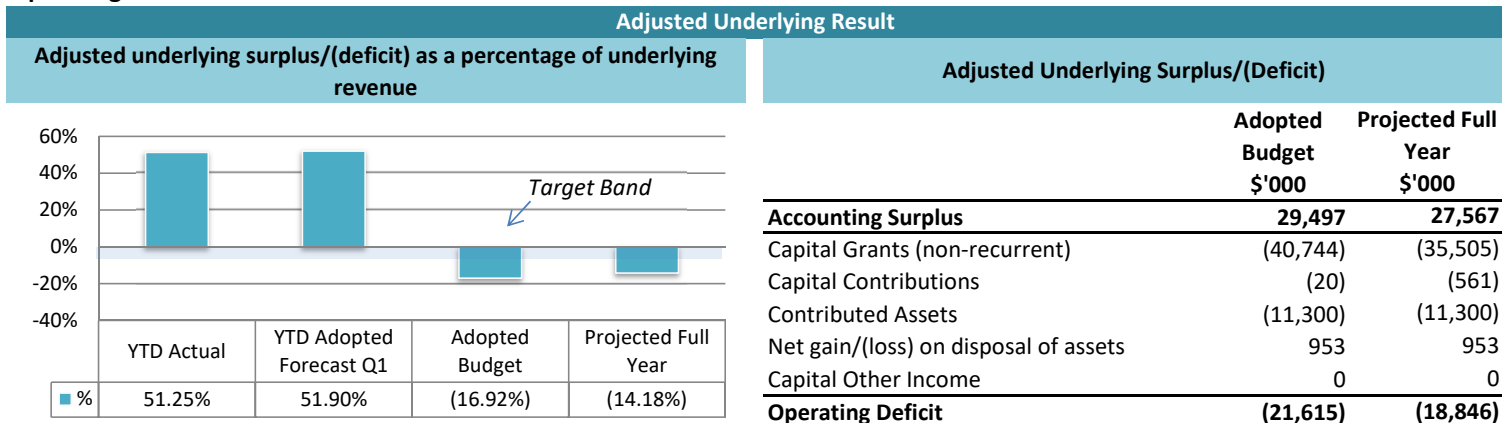 Adjusted Underlying Result
Adjusted underlying surplus/(deficit) as a percentage of underlying
revenue
60%
40%
20%
0%
-20%
-40%
Target Band
YTD Actual
YTD Adopted
Forecast Q1
Adopted
Budget
Projected Full
Year
% 51.25% 51.90% (16.92%) (14.18%)
Adjusted Underlying Surplus/(Deficit)
Adopted Projected Full
Budget Year
$'000 $'000
Accounting Surplus 29,497 27,567
Capital Grants (non-recurrent) (40,744) (35,505)
Capital Contributions (20) (561)
Contributed Assets (11,300) (11,300)
Net gain/(loss) on disposal of assets 953 953
Capital Other Income 0 0
Operating Deficit (21,615) (18,846)